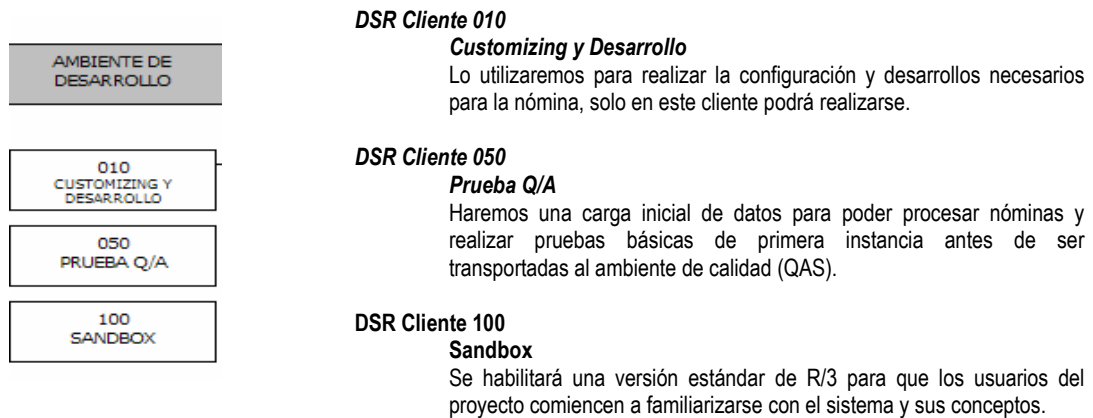 AMBIENTE DE
DESARROLLO
010
CUSTOMIZING Y
DESARROLLO
050
PRUEBA Q/A
100
SANDBOX
DSR Cliente 010
Customizing y Desarrollo
Lo utilizaremos para realizar la configuración y desarrollos necesarios
para la nómina, solo en este cliente podrá realizarse.
DSR Cliente 050
Prueba Q/A
Haremos una carga inicial de datos para poder procesar nóminas y
realizar pruebas básicas de primera instancia antes de ser
transportadas al ambiente de calidad (QAS).
DSR Cliente 100
Sandbox
Se habilitará una versión estándar de R/3 para que los usuarios del
proyecto comiencen a familiarizarse con el sistema y sus conceptos.